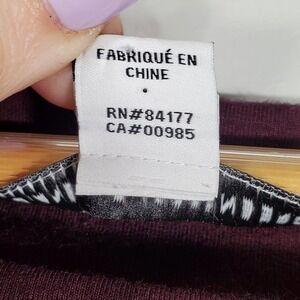 FABRIQUÉ EN
CHINE
•
RN#84177
CA#00985